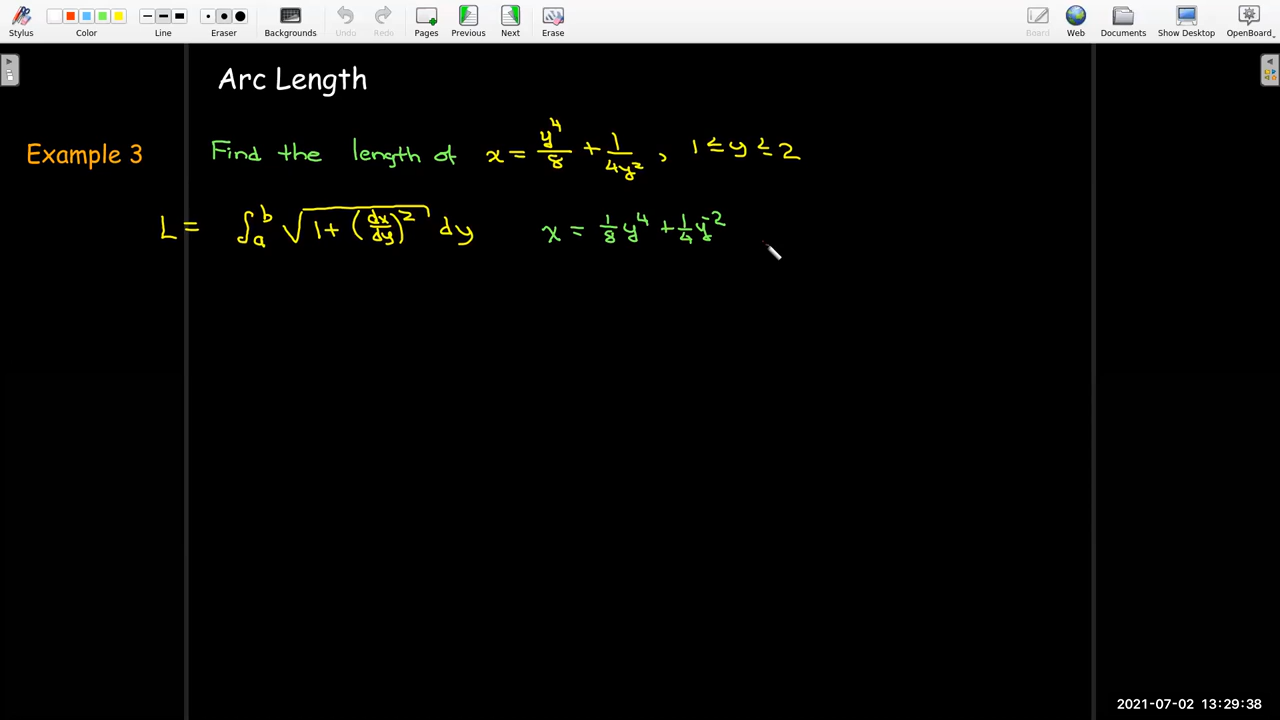 Stylus Color Line Eraser Backgrounds Undo Redo Pages Previous Next Erase Board Web Documents Show Desktop OpenBoard
Arc Length
Example 3 Find the length of x = y⁴/8 + 1/4y², 1 ≤ y ≤ 2
L = ∫ₐᵇ √(1+(dx/dy)²) dy x = 1/8 y⁴ + 1/4 y⁻²
2021-07-02 13:29:38